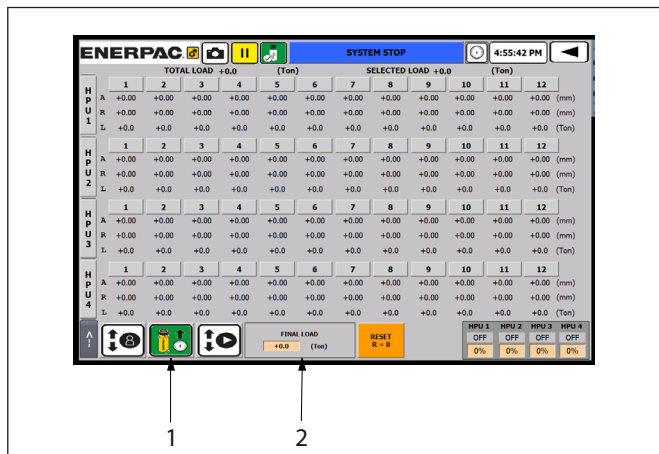 ENERPAC.
SYSTEM STOP
4:55:42 PM
TOTAL LOAD +0.0 (Ton) SELECTED LOAD +0.0 (Ton)
HPU1
1 2 3 4 5 6 7 8 9 10 11 12
A +0.00 +0.00 +0.00 +0.00 +0.00 +0.00 +0.00 +0.00 +0.00 +0.00 +0.00 +0.00 (mm)
R +0.00 +0.00 +0.00 +0.00 +0.00 +0.00 +0.00 +0.00 +0.00 +0.00 +0.00 +0.00 (mm)
L +0.0 +0.0 +0.0 +0.0 +0.0 +0.0 +0.0 +0.0 +0.0 +0.0 +0.0 +0.0 (Ton)
HPU2
1 2 3 4 5 6 7 8 9 10 11 12
A +0.00 +0.00 +0.00 +0.00 +0.00 +0.00 +0.00 +0.00 +0.00 +0.00 +0.00 +0.00 (mm)
R +0.00 +0.00 +0.00 +0.00 +0.00 +0.00 +0.00 +0.00 +0.00 +0.00 +0.00 +0.00 (mm)
L +0.0 +0.0 +0.0 +0.0 +0.0 +0.0 +0.0 +0.0 +0.0 +0.0 +0.0 +0.0 (Ton)
HPU3
1 2 3 4 5 6 7 8 9 10 11 12
A +0.00 +0.00 +0.00 +0.00 +0.00 +0.00 +0.00 +0.00 +0.00 +0.00 +0.00 +0.00 (mm)
R +0.00 +0.00 +0.00 +0.00 +0.00 +0.00 +0.00 +0.00 +0.00 +0.00 +0.00 +0.00 (mm)
L +0.0 +0.0 +0.0 +0.0 +0.0 +0.0 +0.0 +0.0 +0.0 +0.0 +0.0 +0.0 (Ton)
HPU4
1 2 3 4 5 6 7 8 9 10 11 12
A +0.00 +0.00 +0.00 +0.00 +0.00 +0.00 +0.00 +0.00 +0.00 +0.00 +0.00 +0.00 (mm)
R +0.00 +0.00 +0.00 +0.00 +0.00 +0.00 +0.00 +0.00 +0.00 +0.00 +0.00 +0.00 (mm)
L +0.0 +0.0 +0.0 +0.0 +0.0 +0.0 +0.0 +0.0 +0.0 +0.0 +0.0 +0.0 (Ton)
FINAL LOAD
+0.0 (Ton)
RESET
R = 0
HPU 1 HPU 2 HPU 3 HPU 4
OFF OFF OFF OFF
0% 0% 0% 0%
1 2